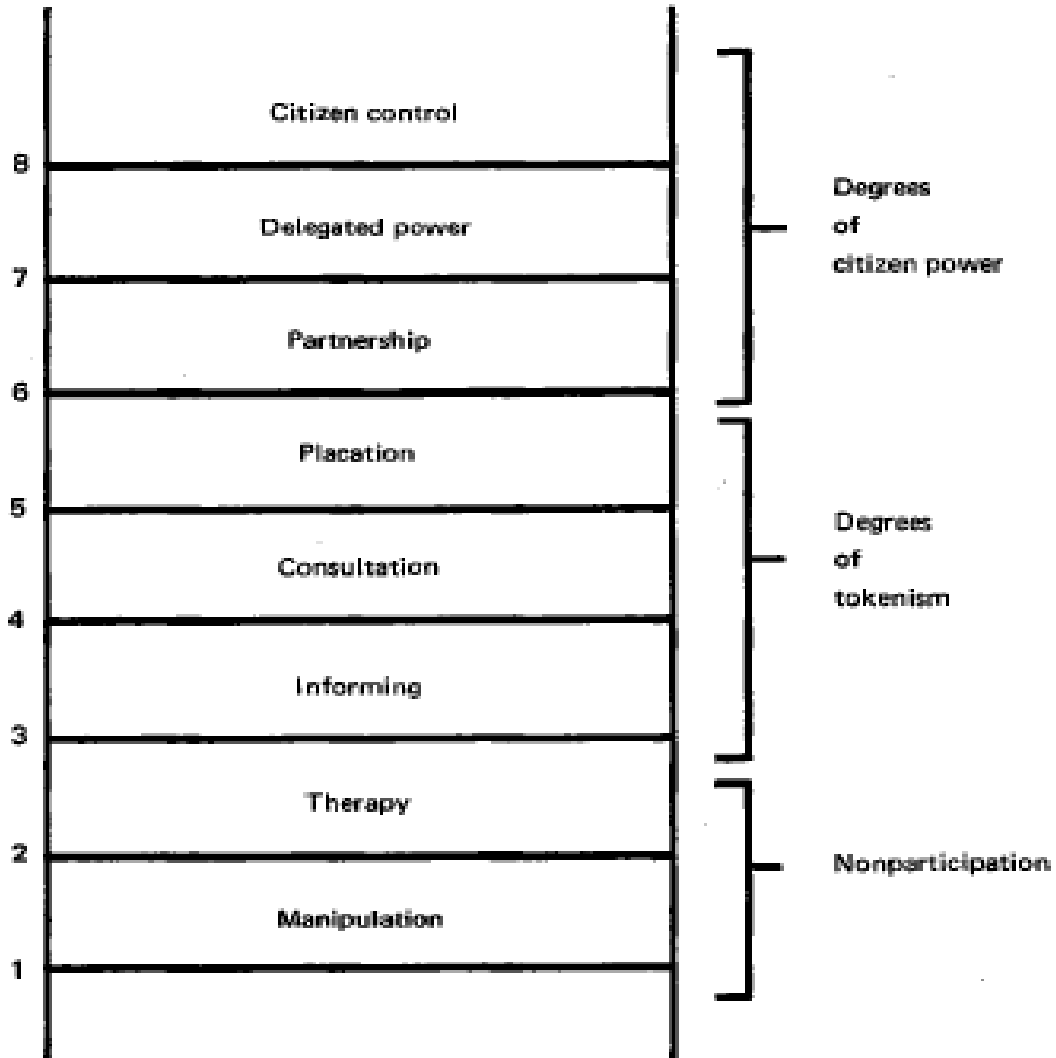 Citizen control
8
Delegated power
7
Partnership
6
Degrees
of
citizen power
Placation
5
Consultation
4
Informing
3
Degrees
of
tokenism
Therapy
2
Manipulation
1
Nonparticipation